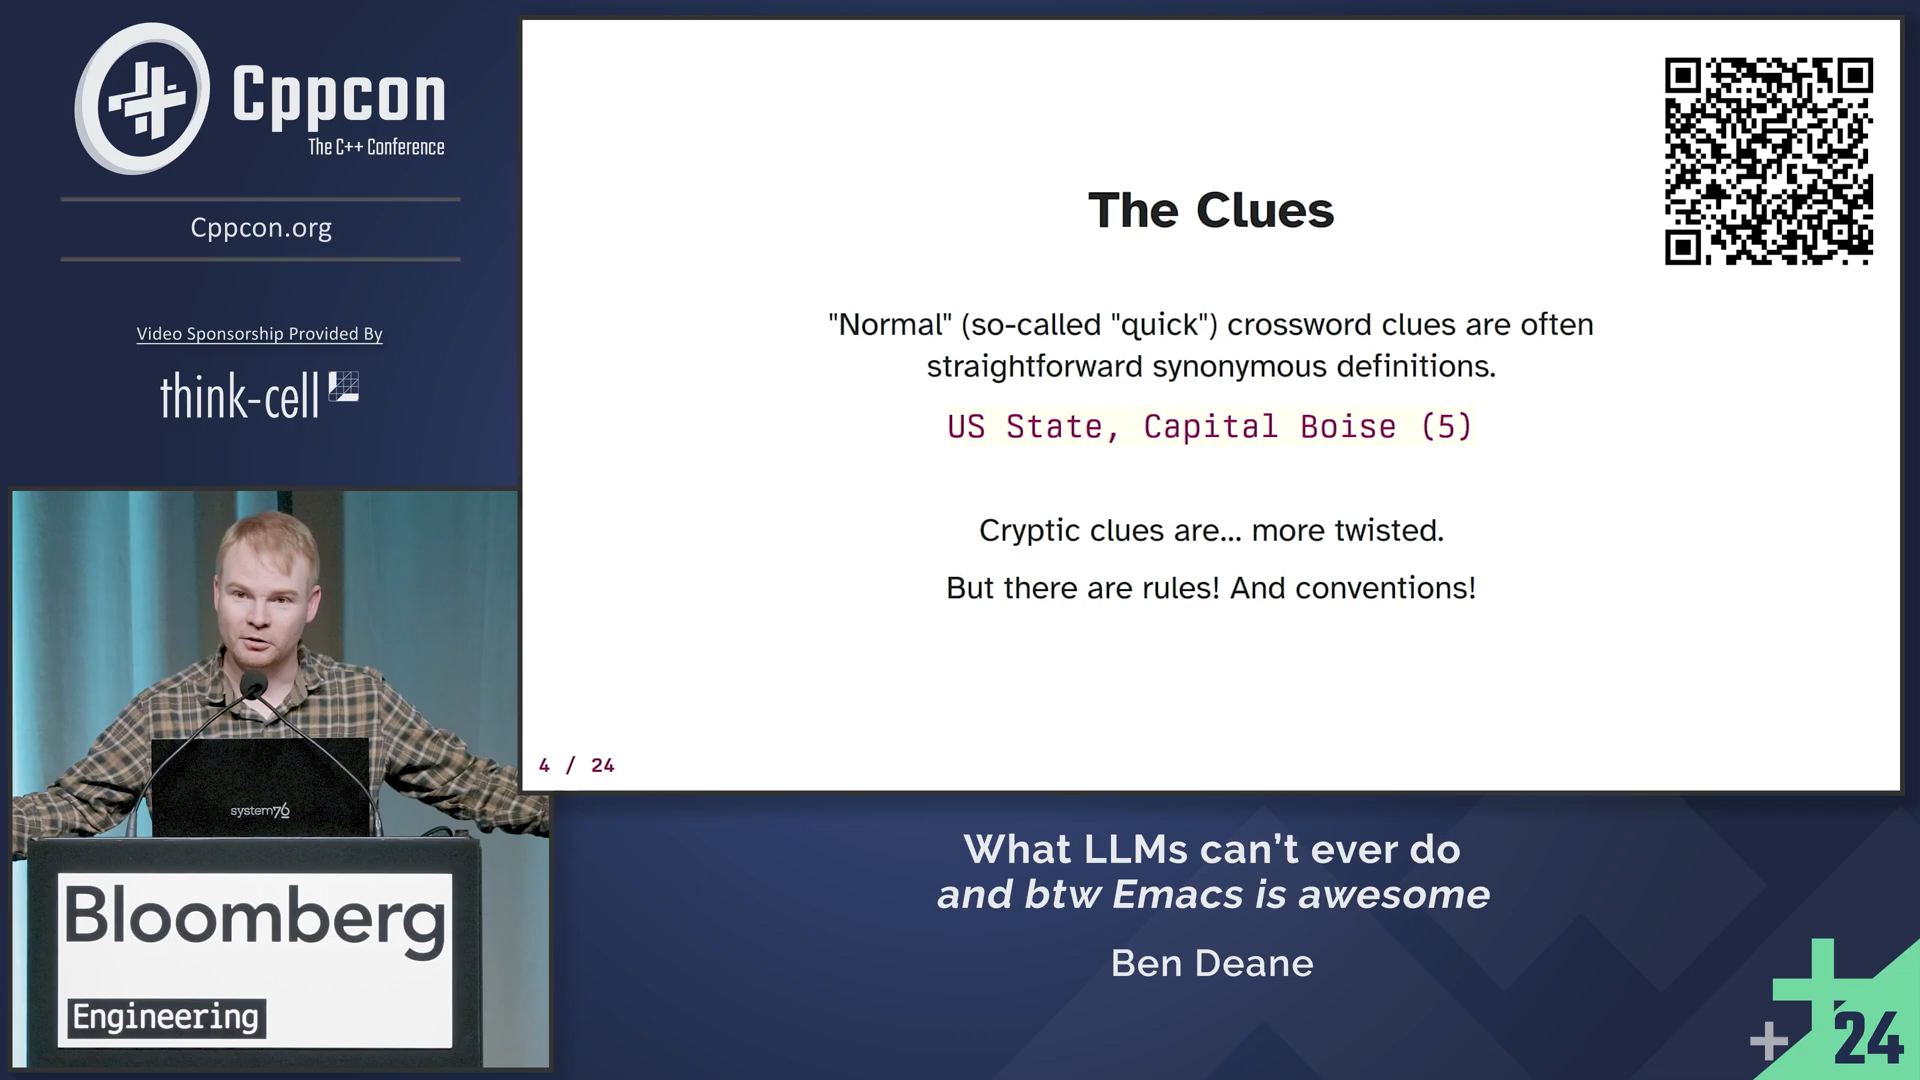 Cppcon
The C++ Conference
Cppcon.org
Video Sponsorship Provided By
think-cell
The Clues
"Normal" (so-called "quick") crossword clues are often
straightforward synonymous definitions.
US State, Capital Boise (5)
Cryptic clues are... more twisted.
But there are rules! And conventions!
4 / 24
system76
Bloomberg
Engineering
What LLMs can’t ever do
and btw Emacs is awesome
Ben Deane
24